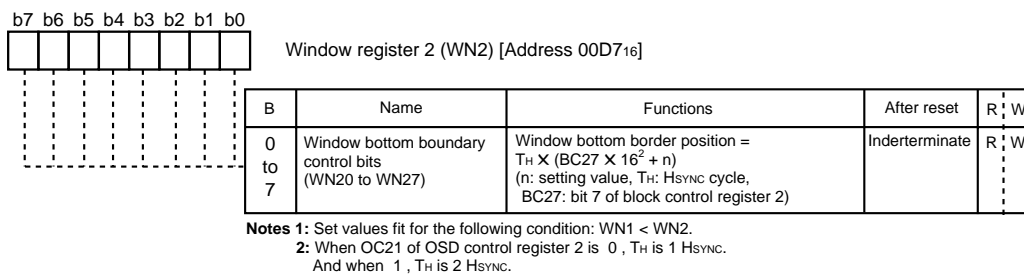 b7 b6 b5 b4 b3 b2 b1 b0
Window register 2 (WN2) [Address 00D7₁₆]
B Name Functions After reset R W
0 to 7
Window bottom boundary control bits (WN20 to WN27)
Window bottom border position =
TH X (BC27 X 16² + n)
(n: setting value, TH: HSYNC cycle,
BC27: bit 7 of block control register 2)
Inderterminate R W
Notes 1: Set values fit for the following condition: WN1 < WN2.
2: When OC21 of OSD control register 2 is 0 , TH is 1 HSYNC.
And when 1 , TH is 2 HSYNC.